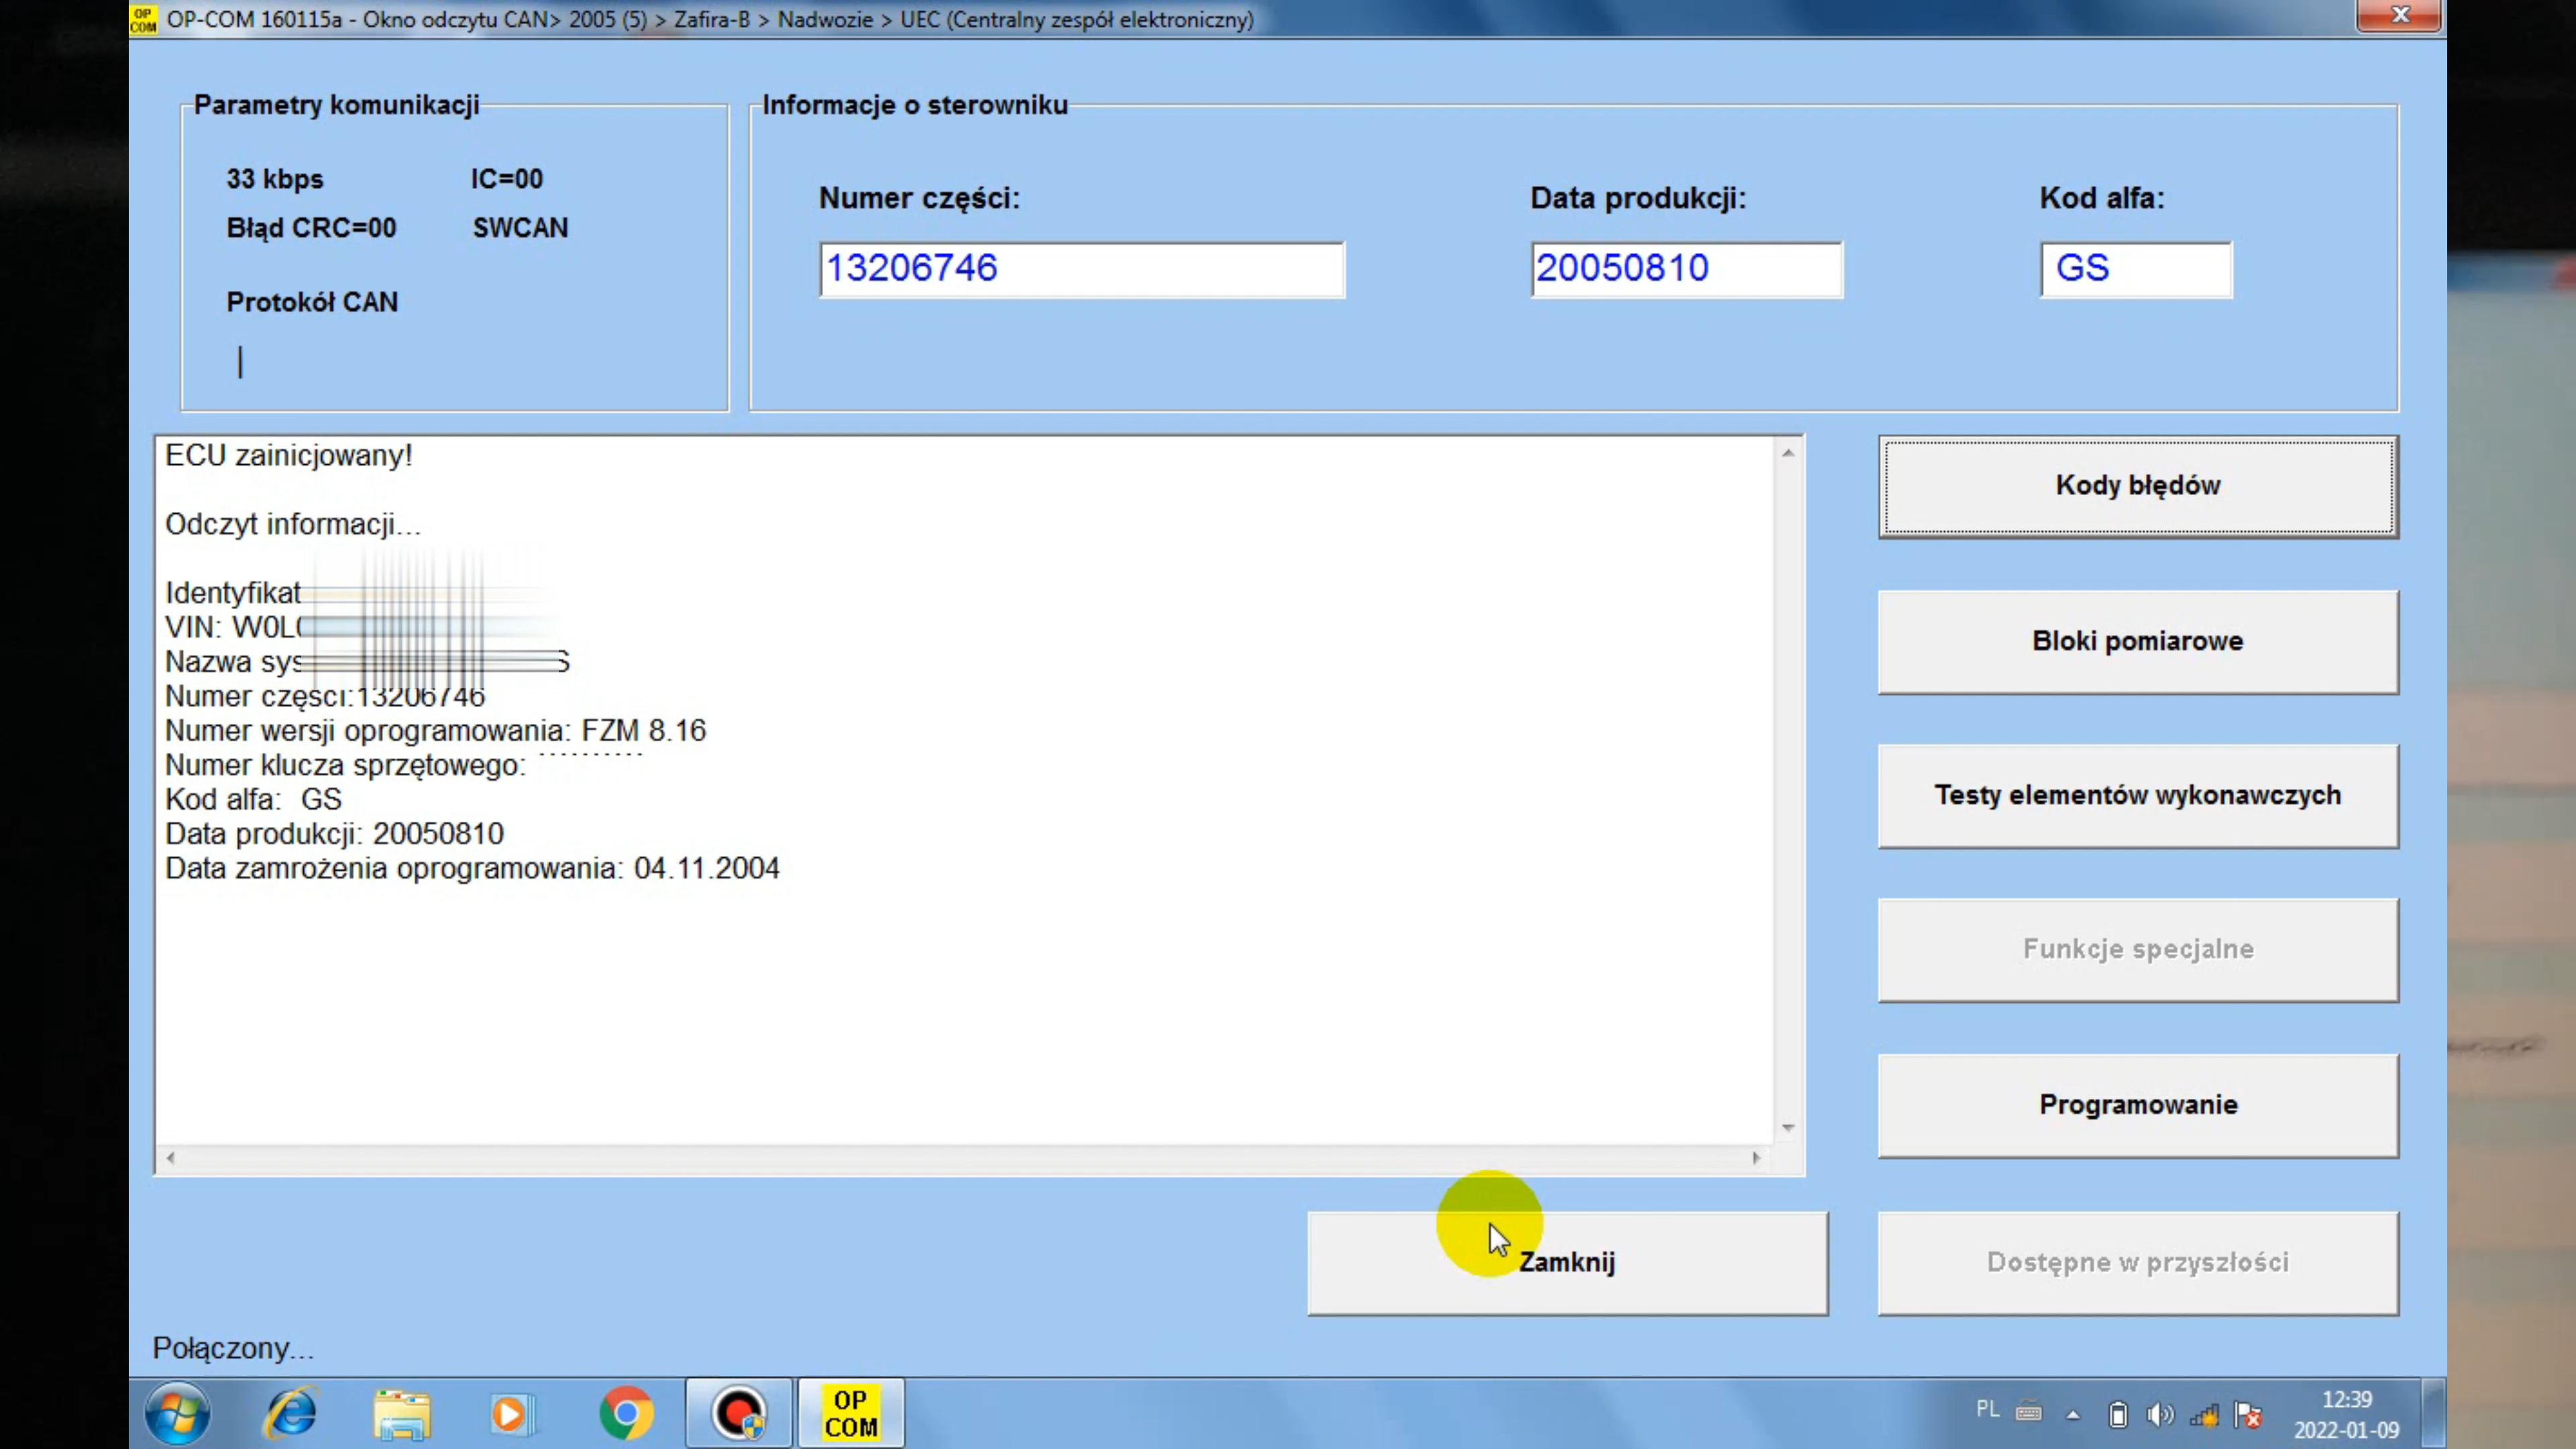 OP COM OP-COM 160115a - Okno odczytu CAN> 2005 (5) > Zafira-B > Nadwozie > UEC (Centralny zespół elektroniczny)
Parametry komunikacji
33 kbps IC=00
Błąd CRC=00 SWCAN
Protokół CAN
|
Informacje o sterowniku
Numer części: Data produkcji: Kod alfa:
13206746 20050810 GS
ECU zainicjowany!
Odczyt informacji...
Identyfikat
VIN: W0L
Nazwa sys
Numer części:13206746
Numer wersji oprogramowania: FZM 8.16
Numer klucza sprzętowego:
Kod alfa: GS
Data produkcji: 20050810
Data zamrożenia oprogramowania: 04.11.2004
Kody błędów
Bloki pomiarowe
Testy elementów wykonawczych
Funkcje specjalne
Programowanie
Zamknij
Dostępne w przyszłości
Połączony...
OP
COM
PL
12:39
2022-01-09